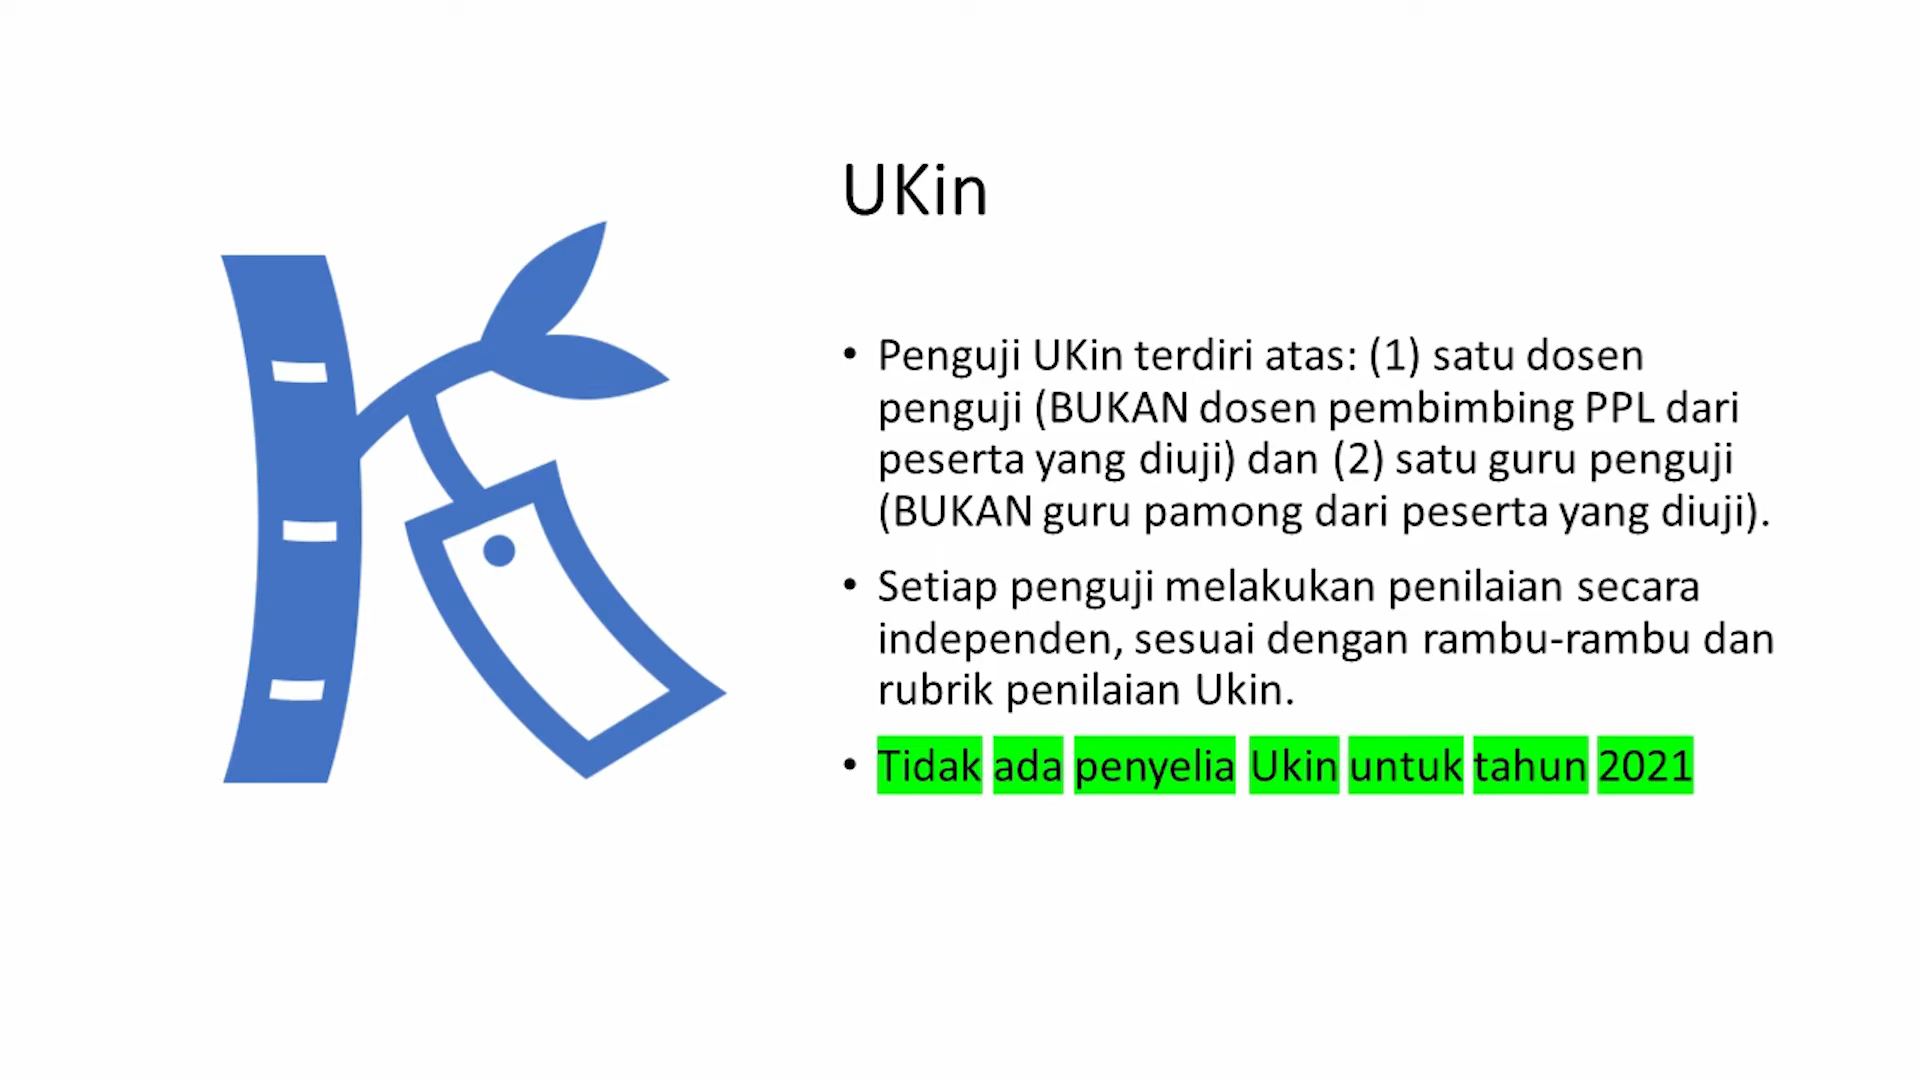 UKin
• Penguji UKin terdiri atas: (1) satu dosen
penguji (BUKAN dosen pembimbing PPL dari
peserta yang diuji) dan (2) satu guru penguji
(BUKAN guru pamong dari peserta yang diuji).
• Setiap penguji melakukan penilaian secara
independen, sesuai dengan rambu-rambu dan
rubrik penilaian Ukin.
• Tidak ada penyelia Ukin untuk tahun 2021